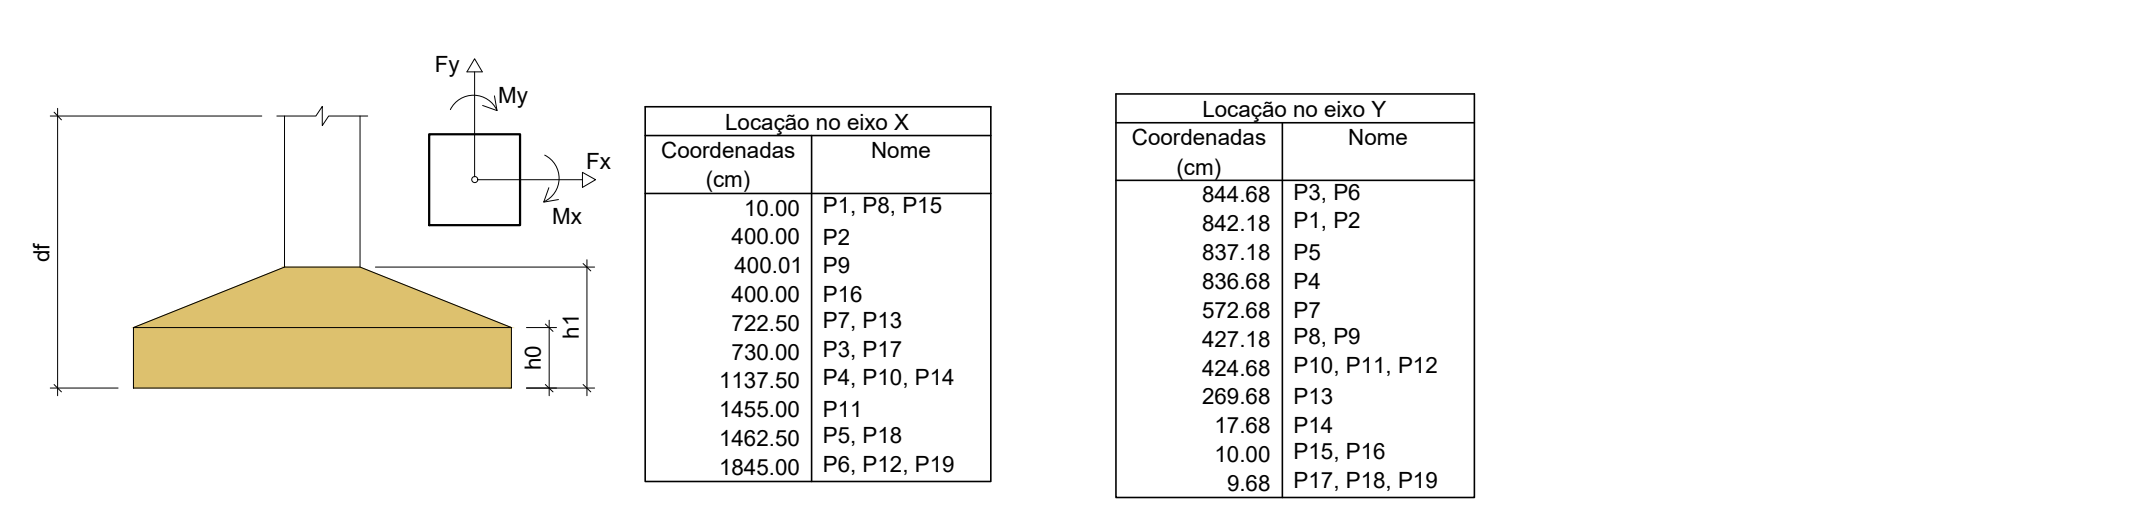 Fy
My
Fx
Mx
df
h0
h1
Locação no eixo X
Coordenadas Nome
(cm)
10.00 P1, P8, P15
400.00 P2
400.01 P9
400.00 P16
722.50 P7, P13
730.00 P3, P17
1137.50 P4, P10, P14
1455.00 P11
1462.50 P5, P18
1845.00 P6, P12, P19
Locação no eixo Y
Coordenadas Nome
(cm)
844.68 P3, P6
842.18 P1, P2
837.18 P5
836.68 P4
572.68 P7
427.18 P8, P9
424.68 P10, P11, P12
269.68 P13
17.68 P14
10.00 P15, P16
9.68 P17, P18, P19